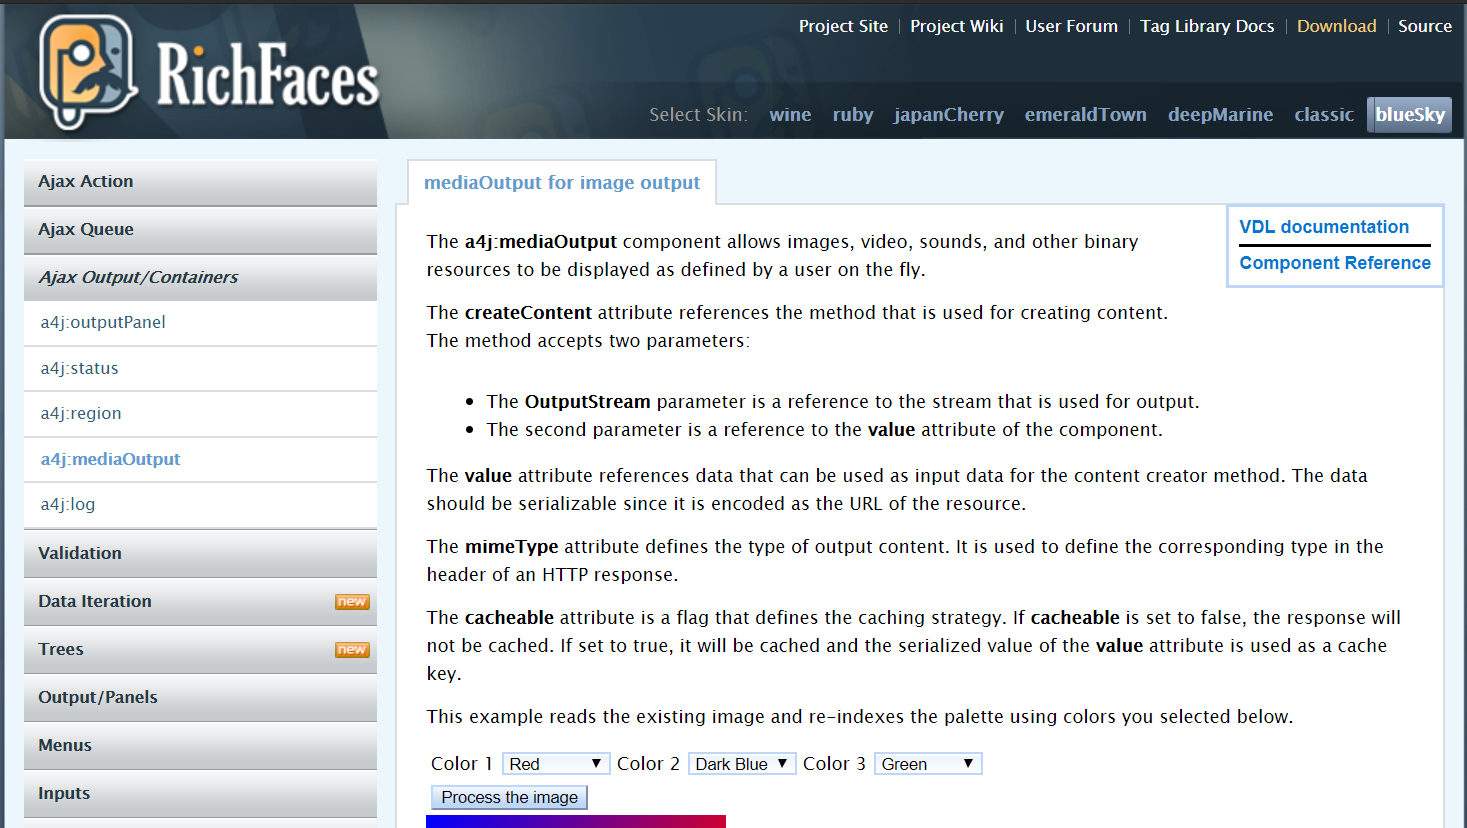 RichFaces
Project Site | Project Wiki | User Forum | Tag Library Docs | Download | Source
Select Skin: wine ruby japanCherry emeraldTown deepMarine classic blueSky
Ajax Action
Ajax Queue
Ajax Output/Containers
a4j:outputPanel
a4j:status
a4j:region
a4j:mediaOutput
a4j:log
Validation
Data Iteration new
Trees new
Output/Panels
Menus
Inputs
mediaOutput for image output
VDL documentation
Component Reference
The a4j:mediaOutput component allows images, video, sounds, and other binary
resources to be displayed as defined by a user on the fly.
The createContent attribute references the method that is used for creating content.
The method accepts two parameters:
• The OutputStream parameter is a reference to the stream that is used for output.
• The second parameter is a reference to the value attribute of the component.
The value attribute references data that can be used as input data for the content creator method. The data
should be serializable since it is encoded as the URL of the resource.
The mimeType attribute defines the type of output content. It is used to define the corresponding type in the
header of an HTTP response.
The cacheable attribute is a flag that defines the caching strategy. If cacheable is set to false, the response will
not be cached. If set to true, it will be cached and the serialized value of the value attribute is used as a cache
key.
This example reads the existing image and re-indexes the palette using colors you selected below.
Color 1 Red Color 2 Dark Blue Color 3 Green
Process the image